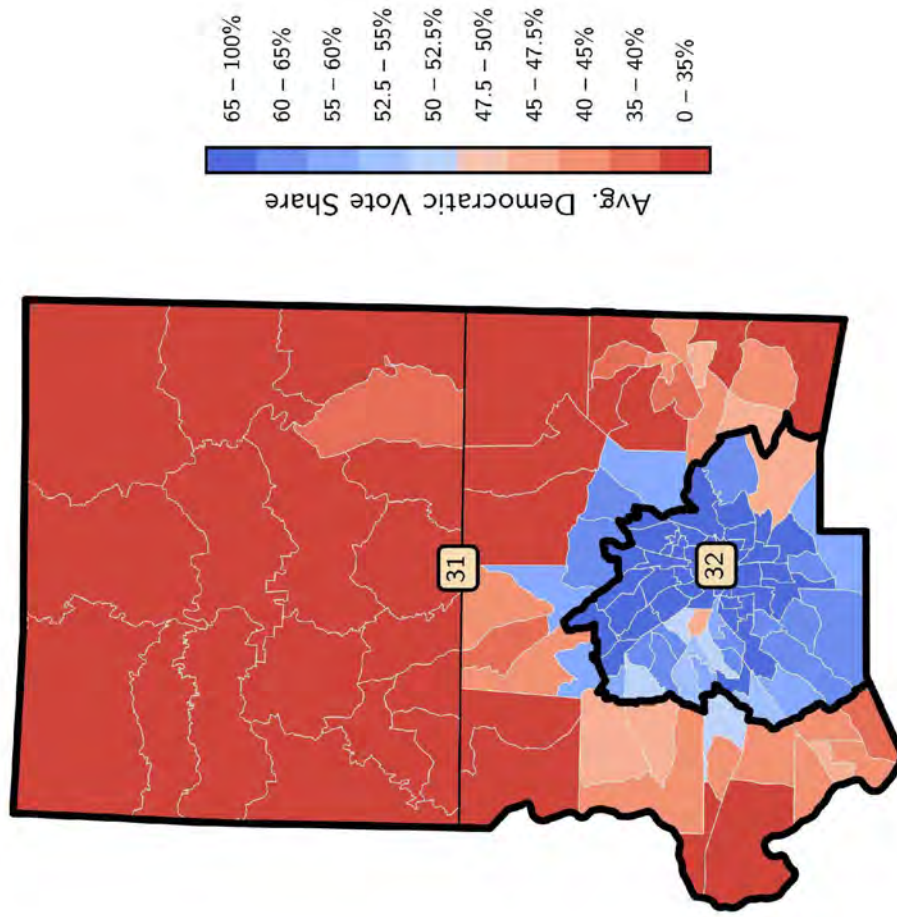 Avg. Democratic Vote Share
65 – 100%
60 – 65%
55 – 60%
52.5 – 55%
50 – 52.5%
47.5 – 50%
45 – 47.5%
40 – 45%
35 – 40%
0 – 35%
31
32